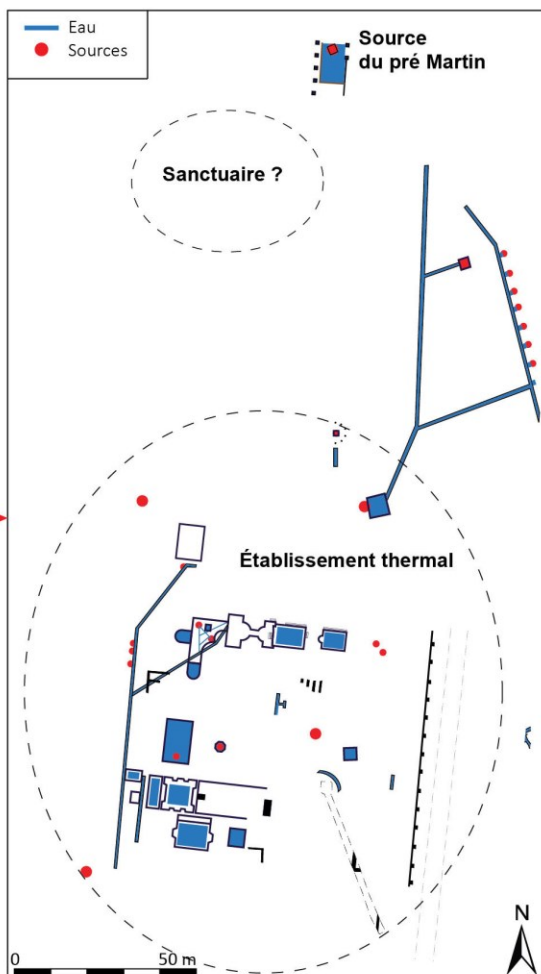 Eau
Sources
Source
du pré Martin
Sanctuaire ?
Établissement thermal
N
0 50 m